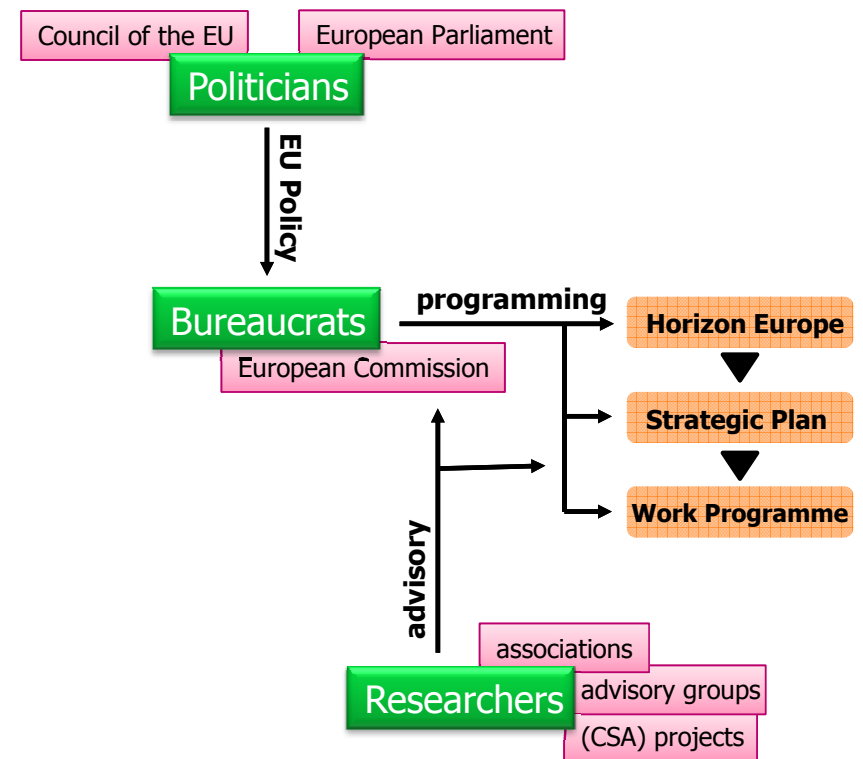 Council of the EU
European Parliament
Politicians
EU Policy
Bureaucrats
European Commission
programming
Horizon Europe
Strategic Plan
Work Programme
advisory
associations
Researchers
advisory groups
(CSA) projects